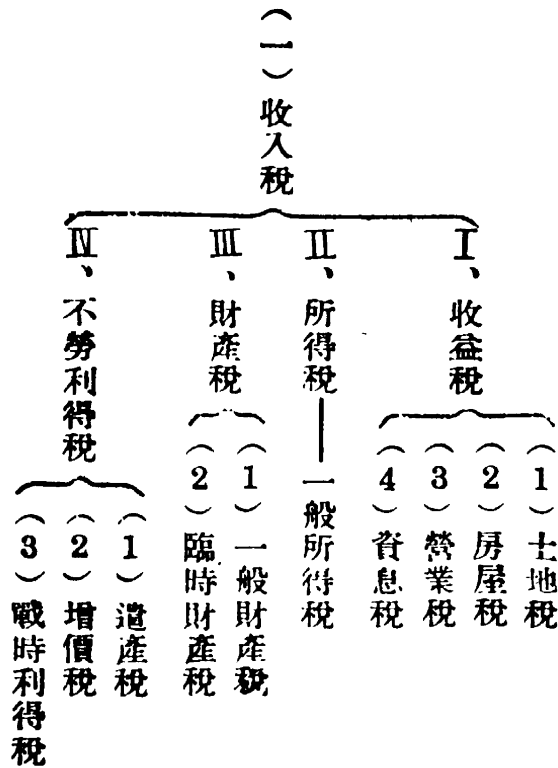 (一)收入稅
I、收益稅
(1)土地稅
(2)房屋稅
(3)營業稅
(4)資息稅
II、所得稅
一般所得稅
III、財產稅
(1)一般財產稅
(2)臨時財產稅
IV、不勞利得稅
(1)遺產稅
(2)增價稅
(3)戰時利得稅